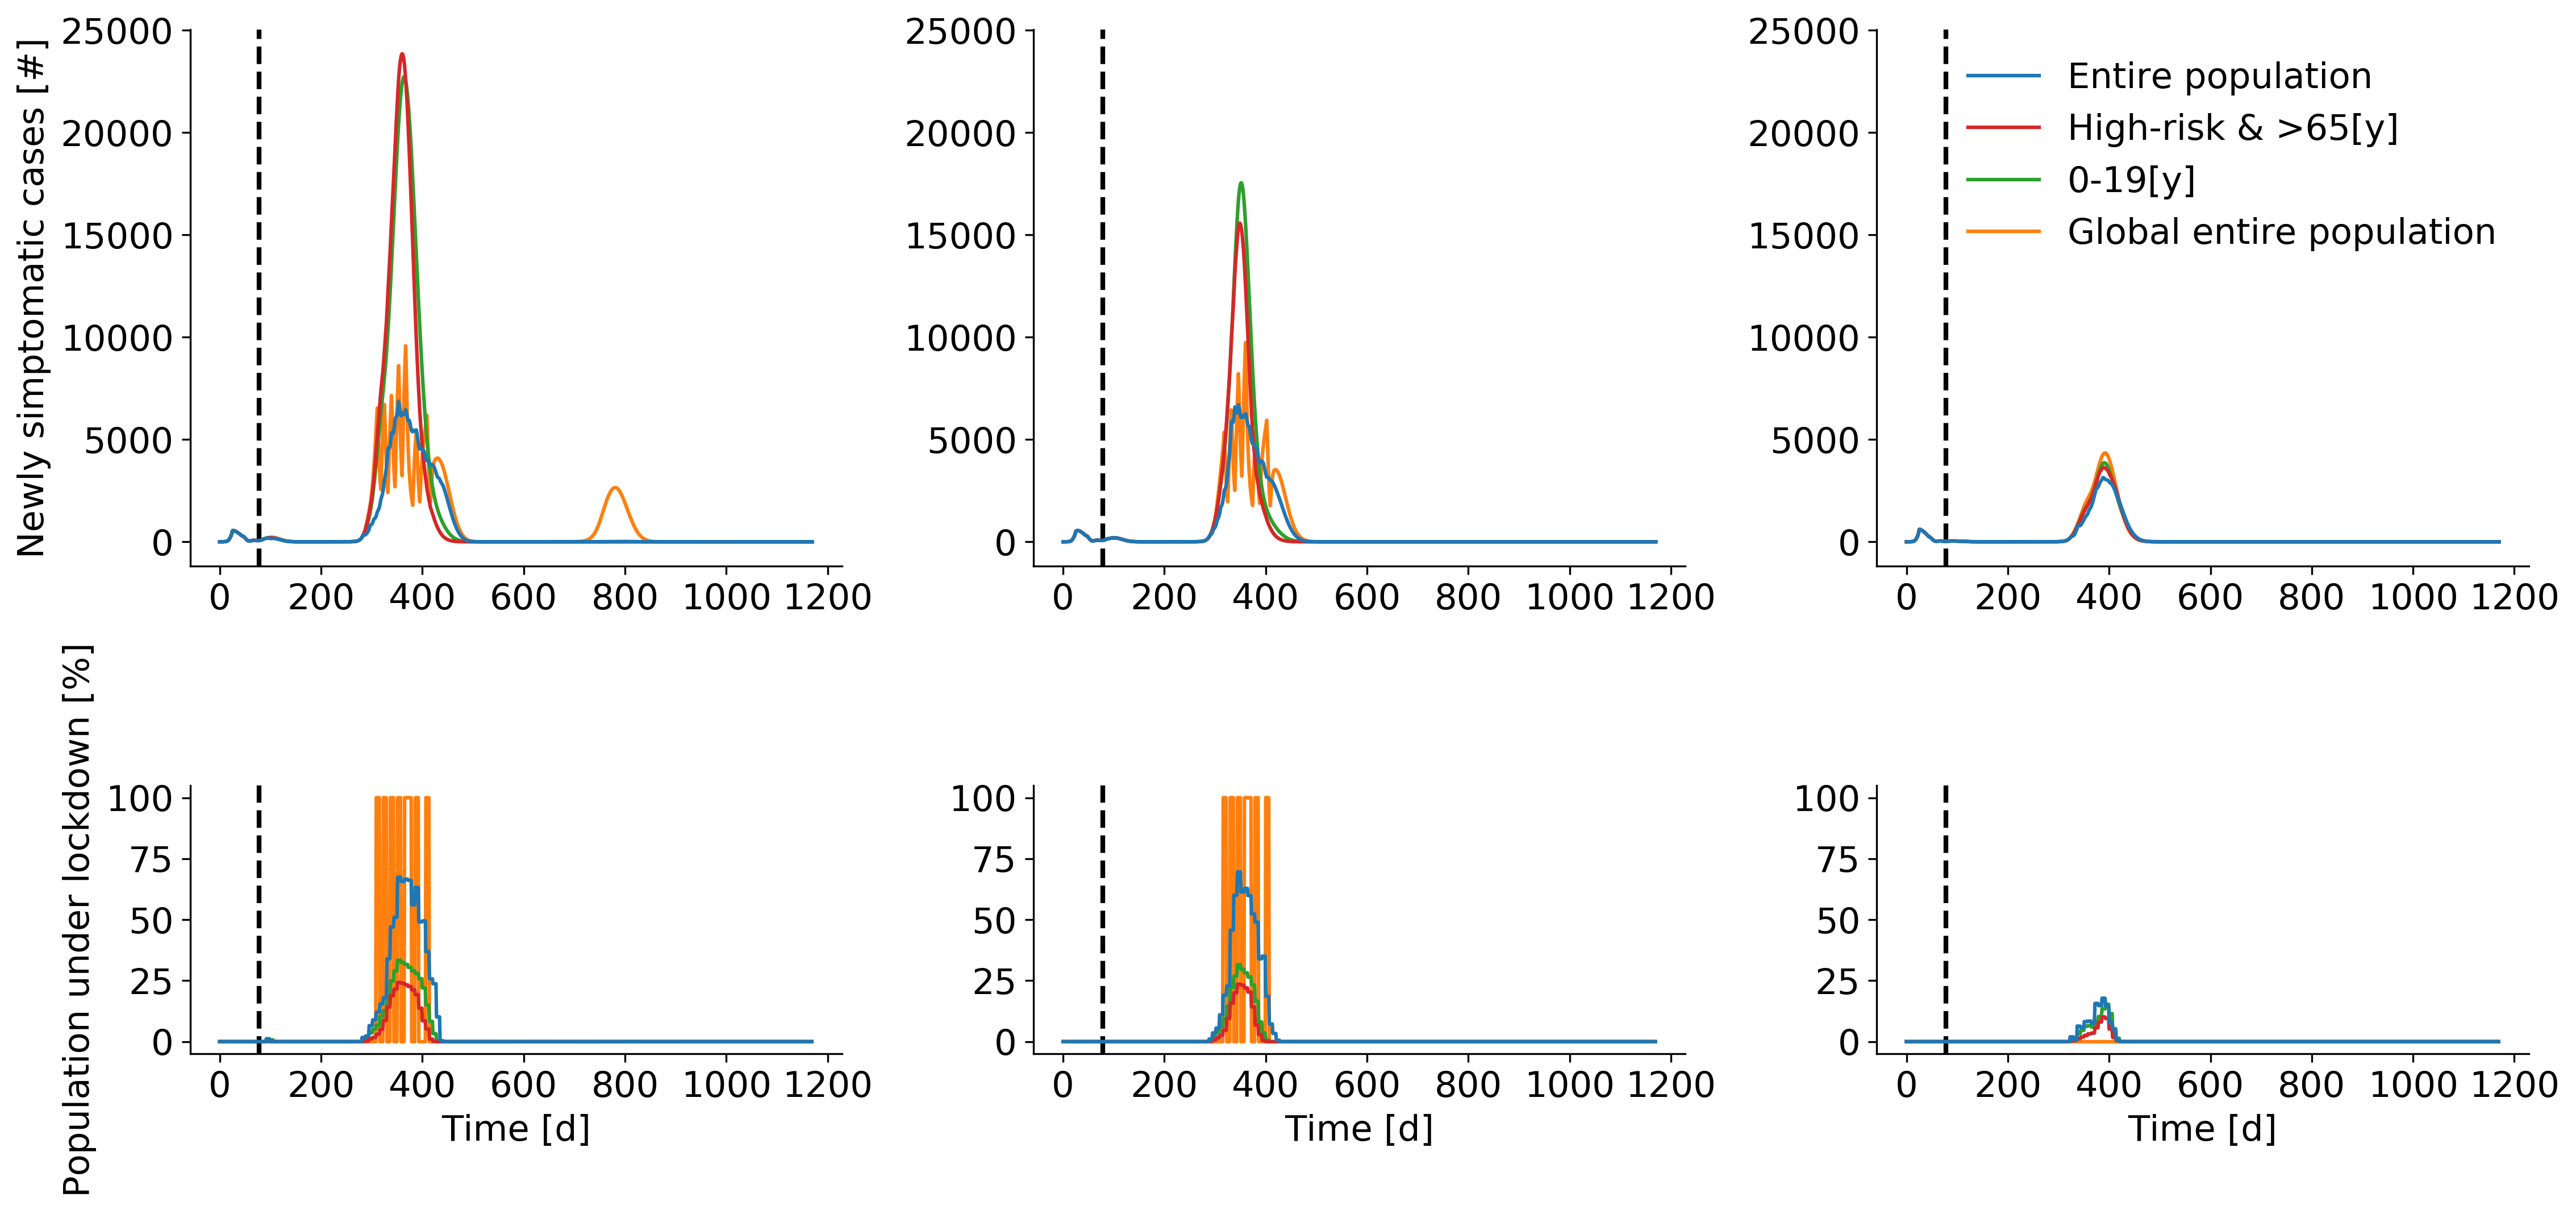 Newly simptomatic cases [#]
25000
20000
15000
10000
5000
0
0 200 400 600 800 1000 1200
25000
20000
15000
10000
5000
0
0 200 400 600 800 1000 1200
25000
20000
15000
10000
5000
0
0 200 400 600 800 1000 1200
Entire population
High-risk & >65[y]
0-19[y]
Global entire population
Population under lockdown [%]
100
75
50
25
0
0 200 400 600 800 1000 1200
Time [d]
100
75
50
25
0
0 200 400 600 800 1000 1200
Time [d]
100
75
50
25
0
0 200 400 600 800 1000 1200
Time [d]